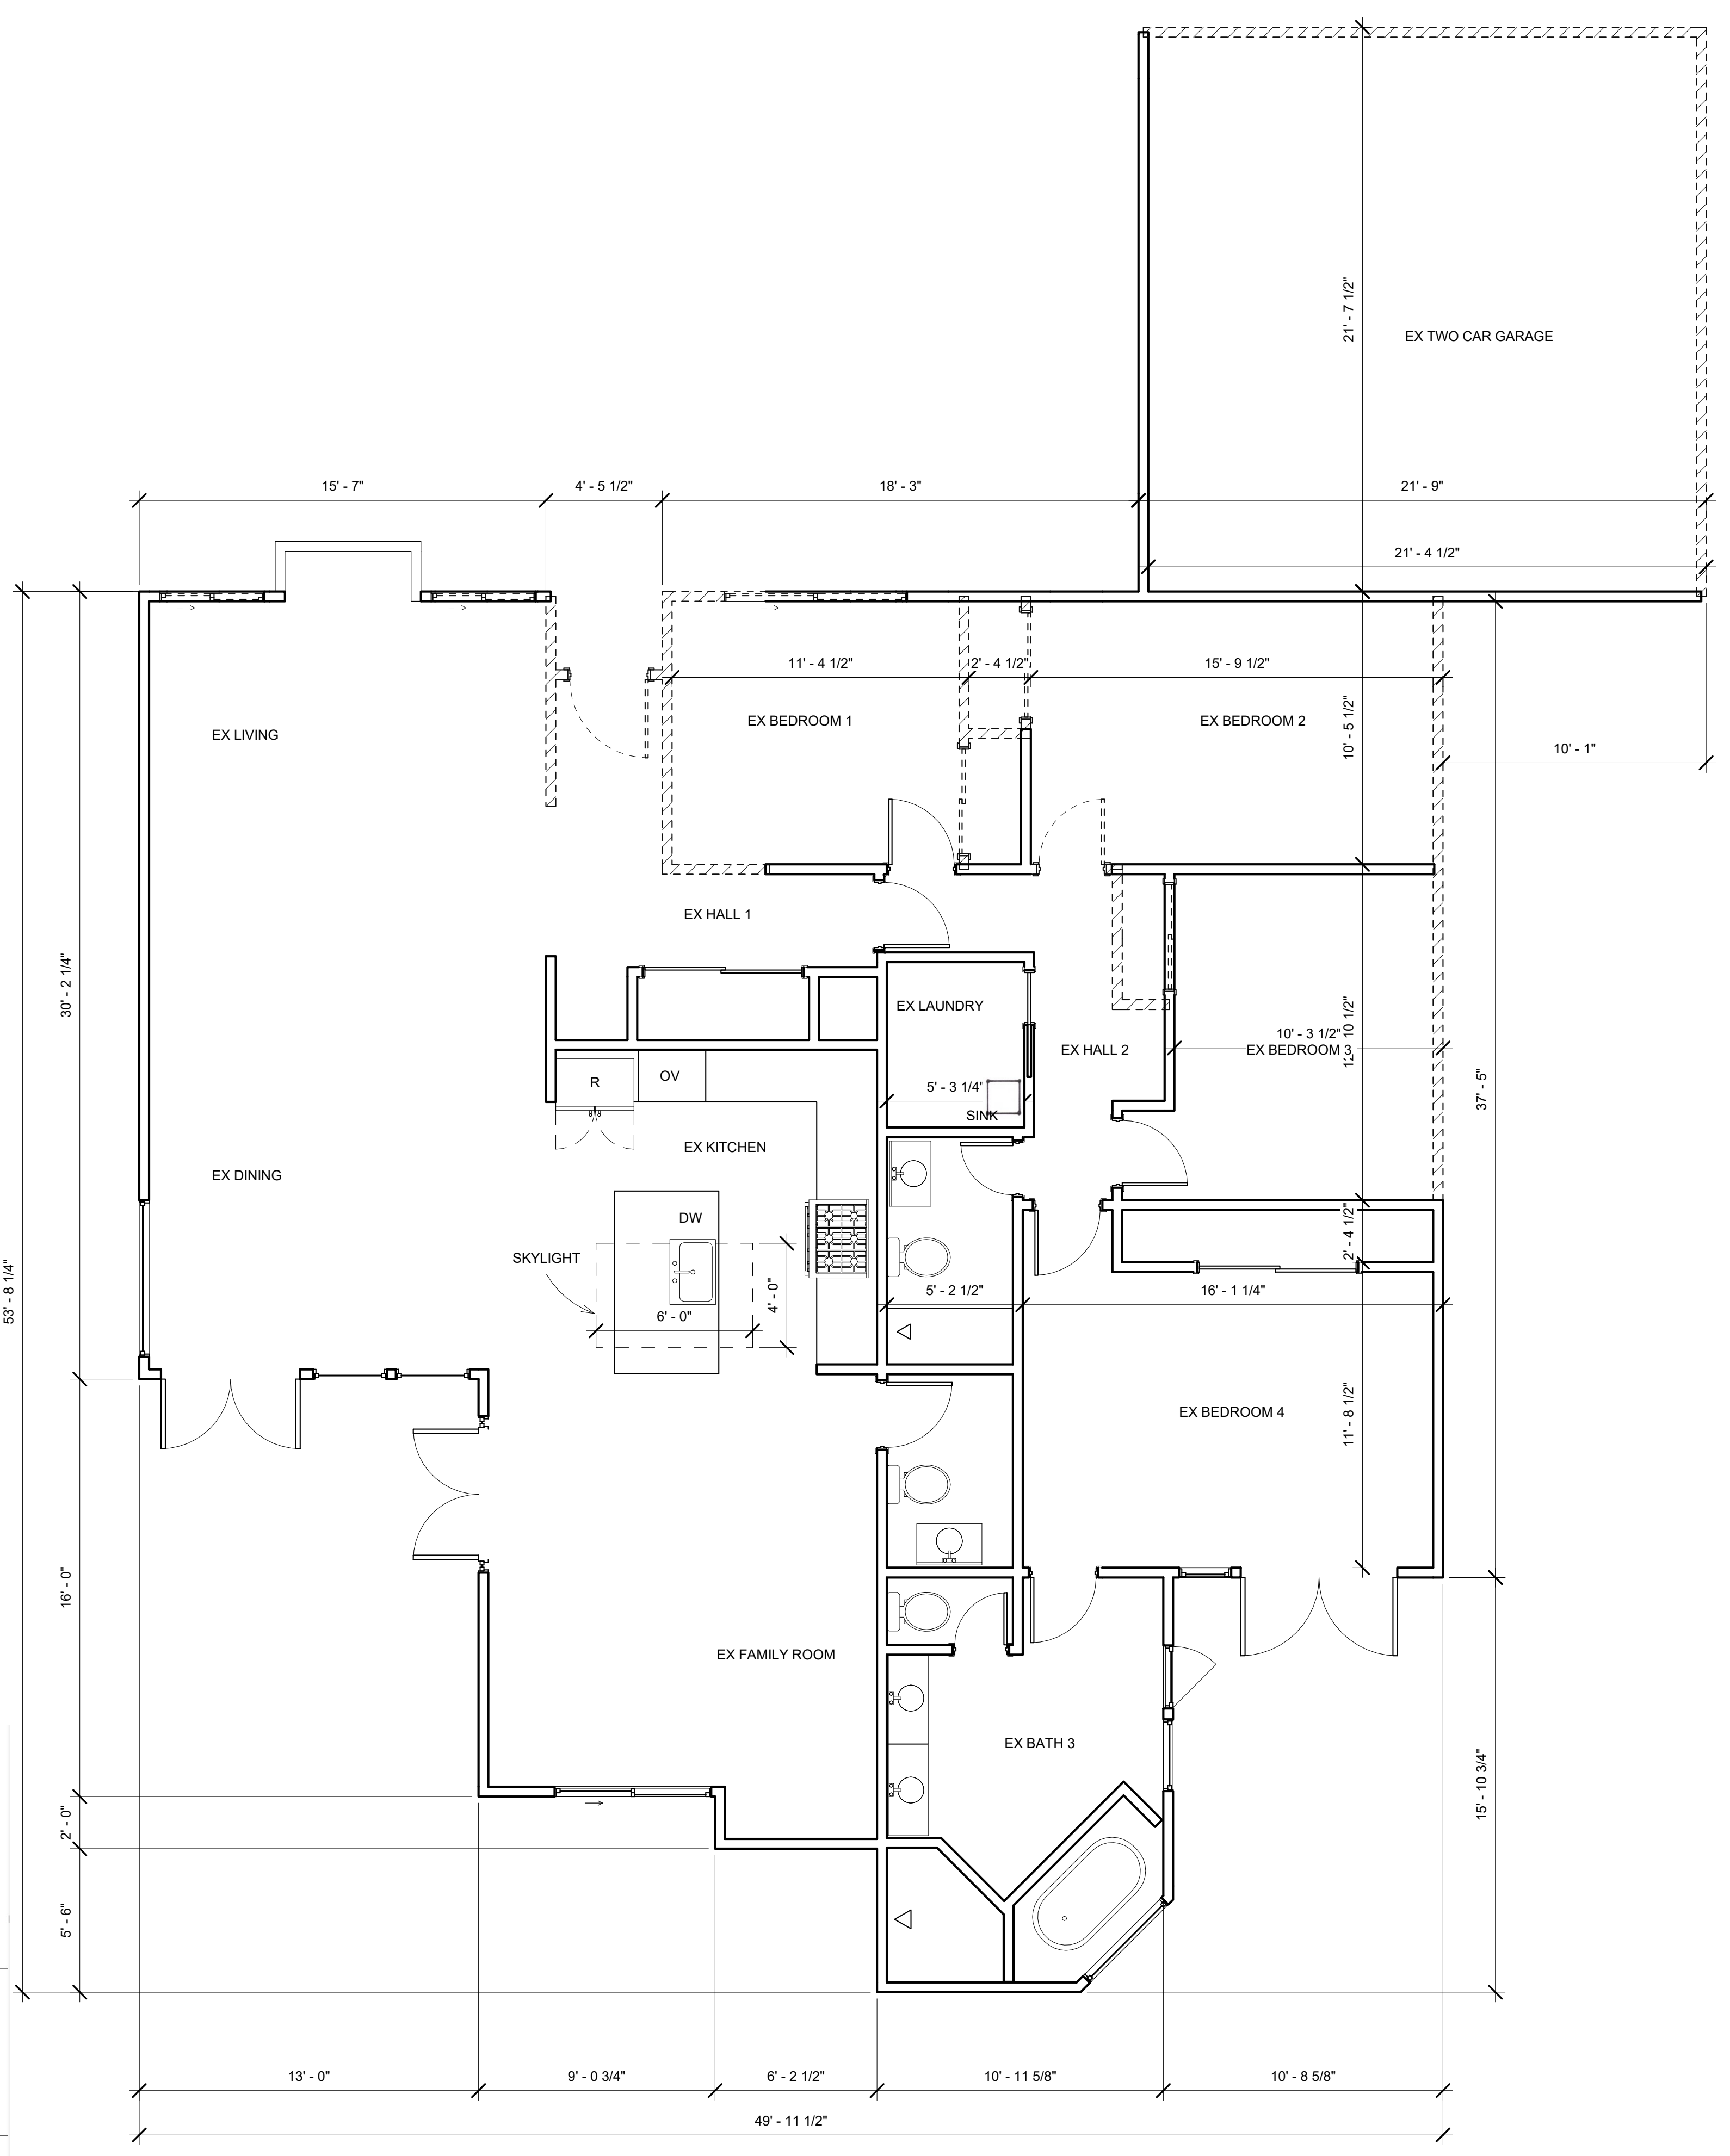 21' - 7 1/2"
EX TWO CAR GARAGE
15' - 7"
4' - 5 1/2"
18' - 3"
21' - 9"
21' - 4 1/2"
11' - 4 1/2"
2' - 4 1/2"
15' - 9 1/2"
EX LIVING
EX BEDROOM 1
EX BEDROOM 2
10' - 5 1/2"
10' - 1"
EX HALL 1
30' - 2 1/4"
EX LAUNDRY
EX HALL 2
10' - 3 1/2"
12' - 10 1/2"
EX BEDROOM 3
R
OV
5' - 3 1/4"
SINK
37' - 5"
EX KITCHEN
EX DINING
DW
SKYLIGHT
6' - 0"
4' - 0"
2' - 4 1/2"
5' - 2 1/2"
16' - 1 1/4"
53' - 8 1/4"
EX BEDROOM 4
11' - 8 1/2"
16' - 0"
EX FAMILY ROOM
EX BATH 3
15' - 10 3/4"
2' - 0"
5' - 6"
13' - 0"
9' - 0 3/4"
6' - 2 1/2"
10' - 11 5/8"
10' - 8 5/8"
49' - 11 1/2"